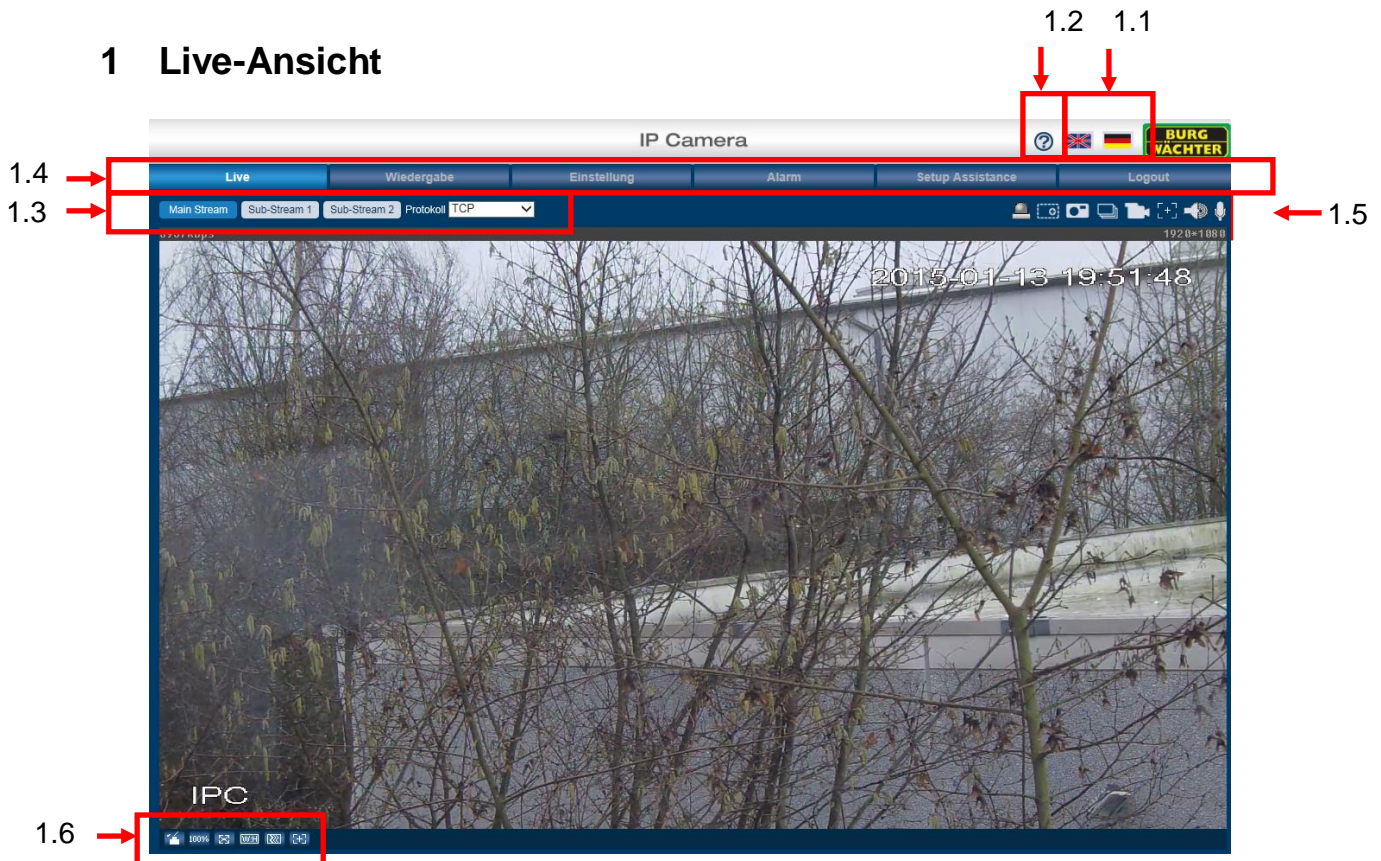 1.2 1.1
1 Live-Ansicht
IP Camera
BURG
WÄCHTER
1.4
Live Wiedergabe Einstellung Alarm Setup Assistance Logout
1.3
Main Stream Sub-Stream 1 Sub-Stream 2 Protokoll TCP
1.5
1920*1080
2015-01-13 19:51:48
IPC
1.6
100% W:H